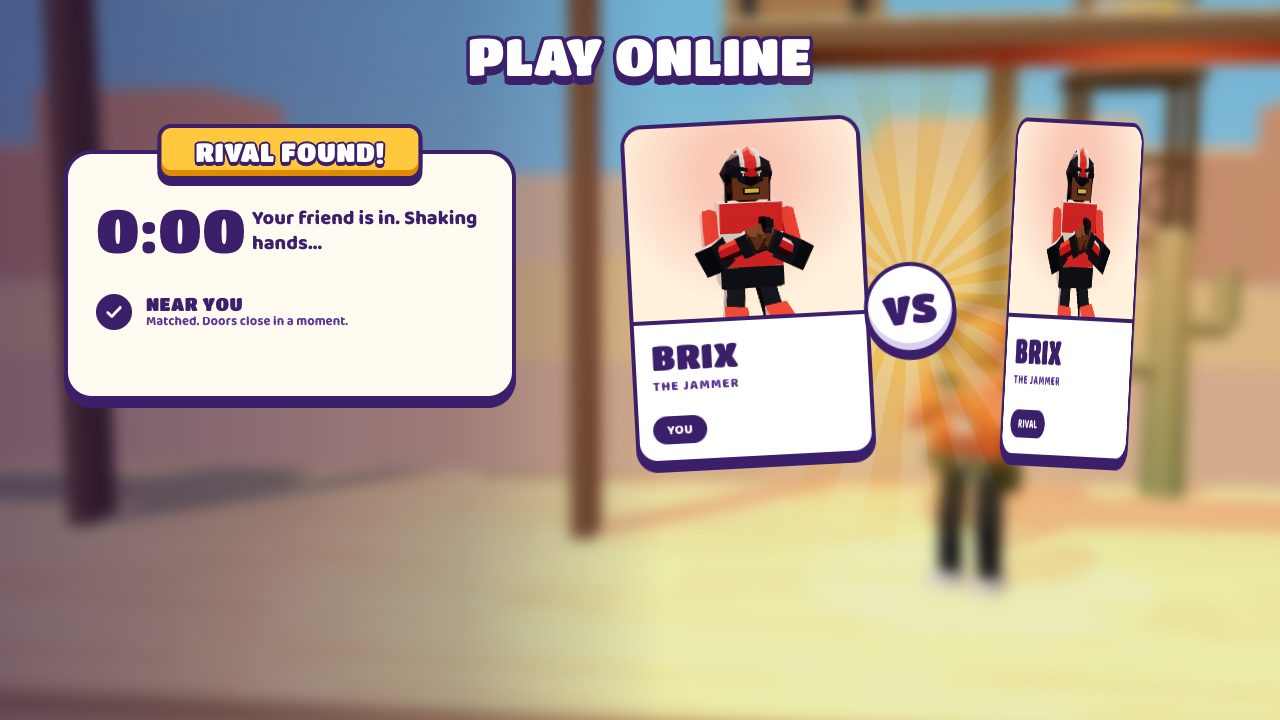 PLAY ONLINE
RIVAL FOUND!
0:00
Your friend is in. Shaking
hands...
NEAR YOU
Matched. Doors close in a moment.
BRIX
THE JAMMER
YOU
VS
BRIX
THE JAMMER
RIVAL